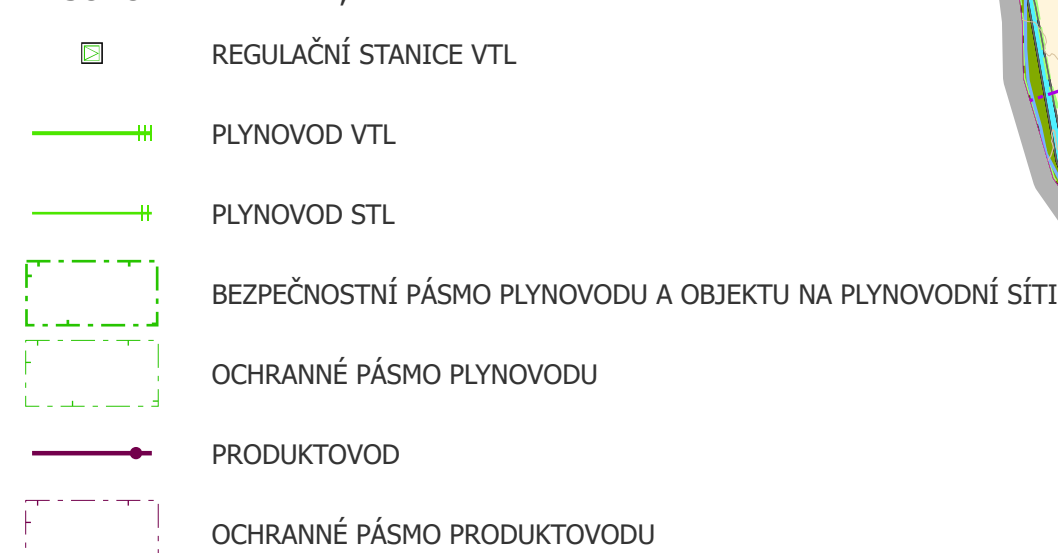 REGULAČNÍ STANICE VTL
PLYNOVOD VTL
PLYNOVOD STL
BEZPEČNOSTNÍ PÁSMO PLYNOVODU A OBJEKTU NA PLYNOVODNÍ SÍTI
OCHRANNÉ PÁSMO PLYNOVODU
PRODUKTOVOD
OCHRANNÉ PÁSMO PRODUKTOVODU